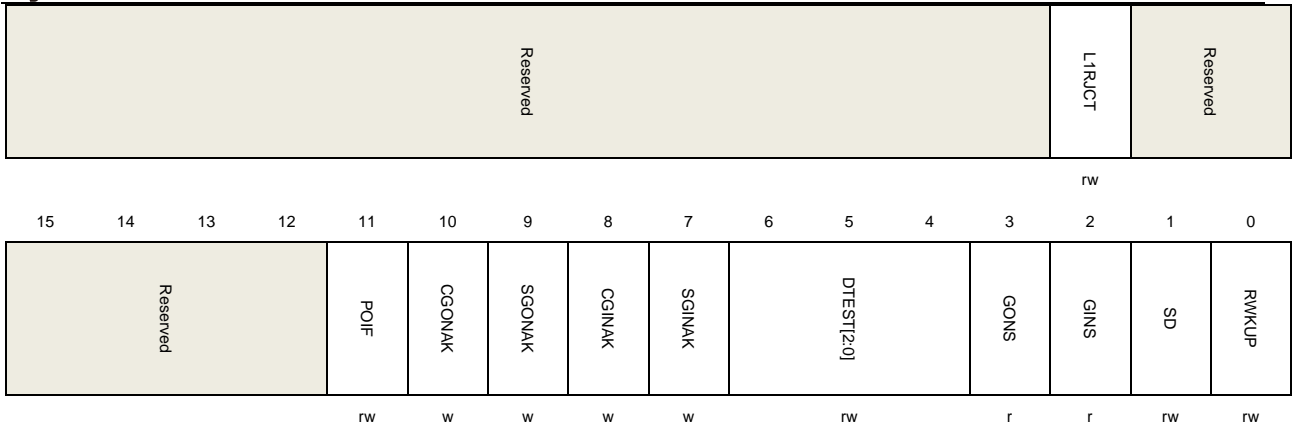 Reserved L1RJCT Reserved
rw
15 14 13 12 11 10 9 8 7 6 5 4 3 2 1 0
Reserved POIF CGONAK SGONAK CGINAK SGINAK DTEST[2:0] GONS GINS SD RWKUP
rw w w w w rw r r rw rw